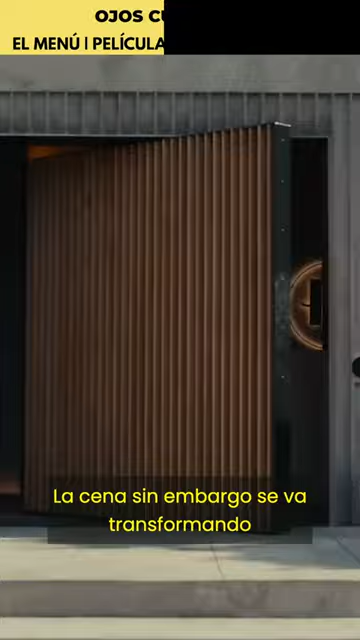 OJOS
EL MENÚ | PELÍCULA
La cena sin embargo se va
transformando